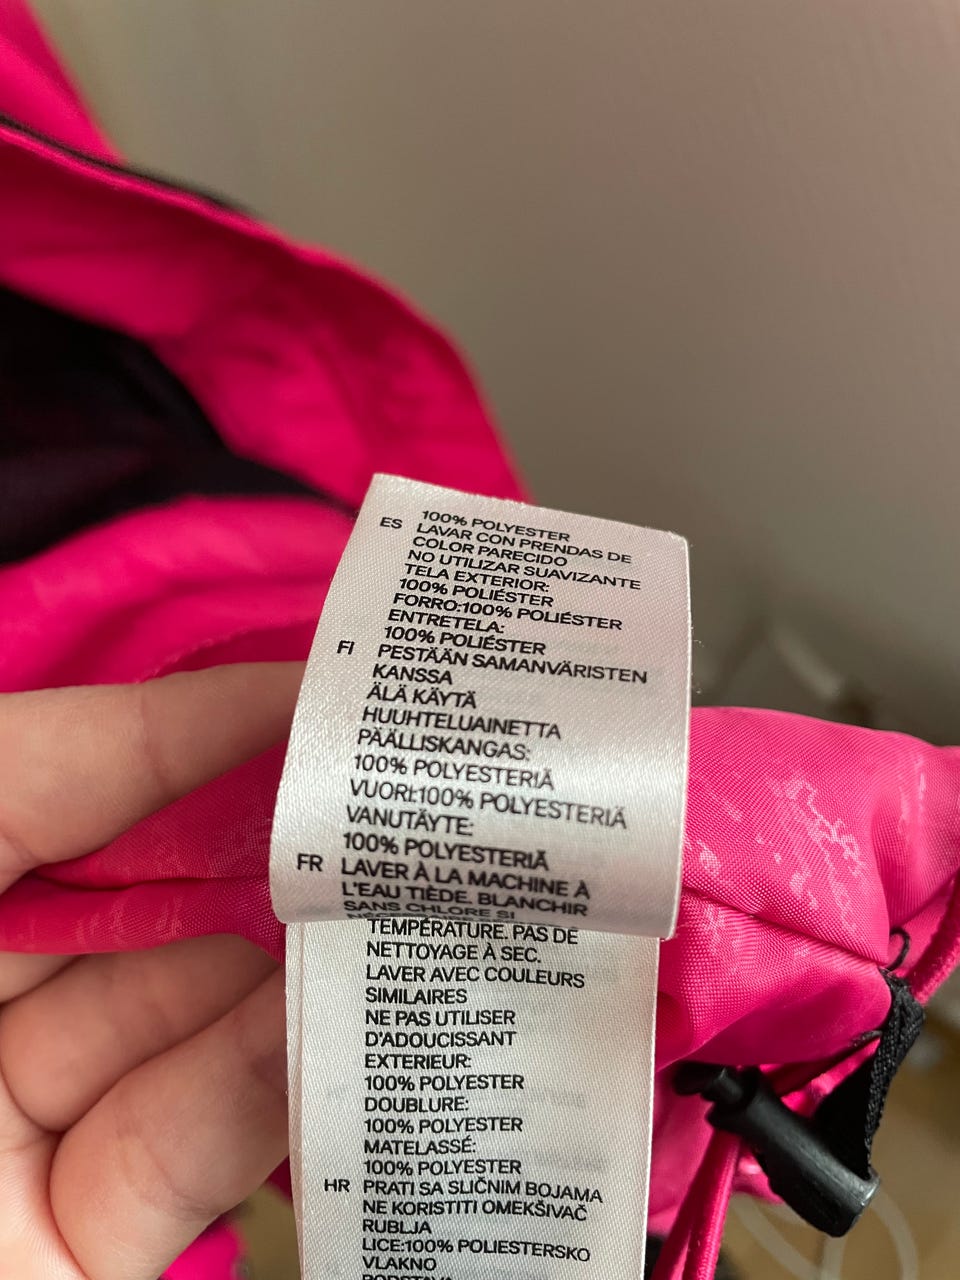 100% POLYESTER
ES LAVAR CON PRENDAS DE
COLOR PARECIDO
NO UTILIZAR SUAVIZANTE
TELA EXTERIOR:
100% POLIÉSTER
FORRO:100% POLIÉSTER
ENTRETELA:
100% POLIÉSTER
FI PESTÄÄN SAMANVÄRISTEN
KANSSA
ÄLÄ KÄYTÄ
HUUHTELUAINETTA
PÄÄLLISKANGAS:
100% POLYESTERIÄ
VUORI:100% POLYESTERIÄ
VANUTÄYTE:
100% POLYESTERIÄ
FR LAVER À LA MACHINE À
L'EAU TIÈDE. BLANCHIR
SANS CHLORE SI
TEMPÉRATURE. PAS DE
NETTOYAGE À SEC.
LAVER AVEC COULEURS
SIMILAIRES
NE PAS UTILISER
D'ADOUCISSANT
EXTERIEUR:
100% POLYESTER
DOUBLURE:
100% POLYESTER
MATELASSÉ:
100% POLYESTER
HR PRATI SA SLIČNIM BOJAMA
NE KORISTITI OMEKŠIVAČ
RUBLJA
LICE:100% POLIESTERSKO
VLAKNO